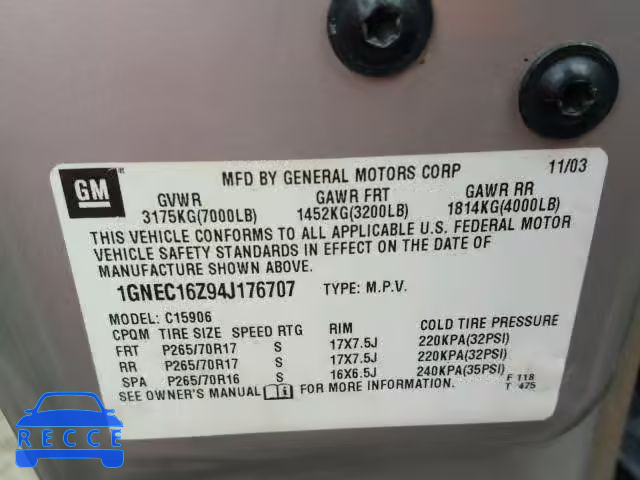 GM
MFD BY GENERAL MOTORS CORP 11/03
GVWR GAWR FRT GAWR RR
3175KG(7000LB) 1452KG(3200LB) 1814KG(4000LB)
THIS VEHICLE CONFORMS TO ALL APPLICABLE U.S. FEDERAL MOTOR
VEHICLE SAFETY STANDARDS IN EFFECT ON THE DATE OF
MANUFACTURE SHOWN ABOVE.
1GNEC16Z94J176707 TYPE: M.P.V.
MODEL: C15906
CPQM TIRE SIZE SPEED RTG RIM COLD TIRE PRESSURE
FRT P265/70R17 S 17X7.5J 220KPA(32PSI)
RR P265/70R17 S 17X7.5J 220KPA(32PSI)
SPA P265/70R16 S 16X6.5J 240KPA(35PSI)
SEE OWNER'S MANUAL FOR MORE INFORMATION. F 118
T 475
RECCE